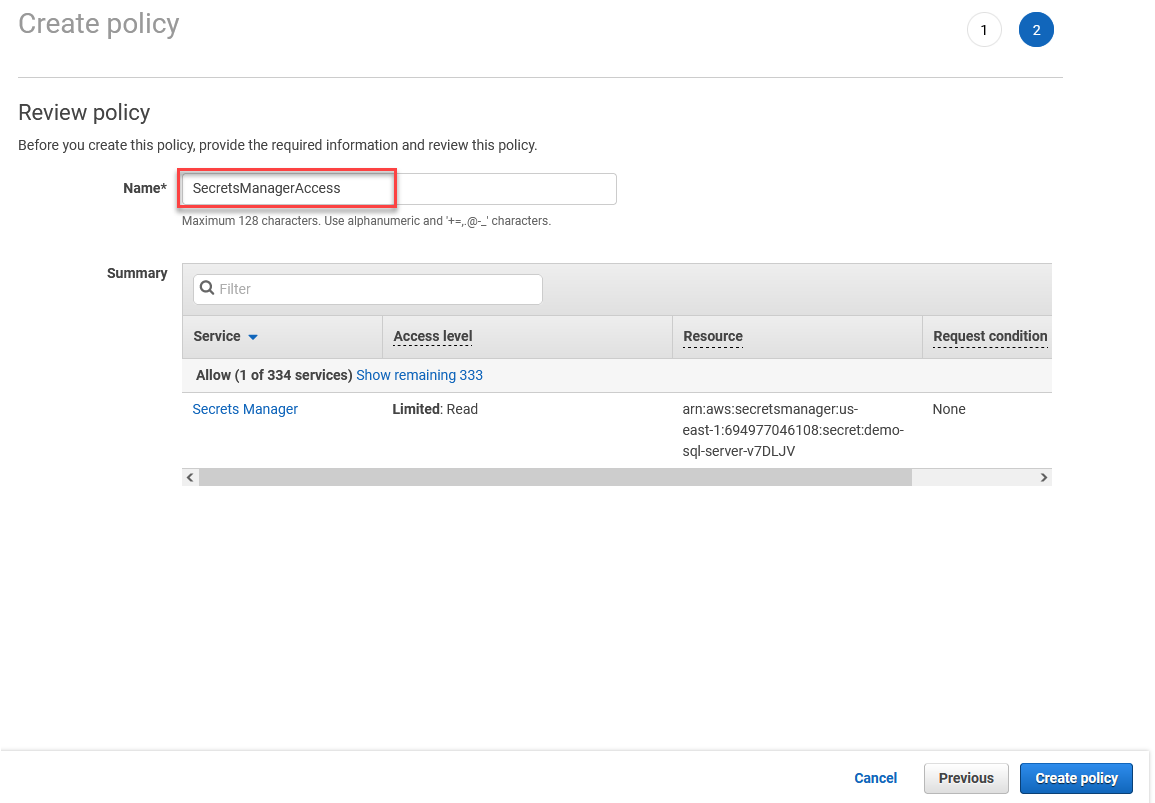 Create policy
1
2
Review policy
Before you create this policy, provide the required information and review this policy.
Name* SecretsManagerAccess
Maximum 128 characters. Use alphanumeric and '+=,.@-_' characters.
Summary
Filter
Service Access level Resource Request condition
Allow (1 of 334 services) Show remaining 333
Secrets Manager Limited: Read arn:aws:secretsmanager:us- None
east-1:694977046108:secret:demo-
sql-server-v7DLJV
Cancel Previous Create policy